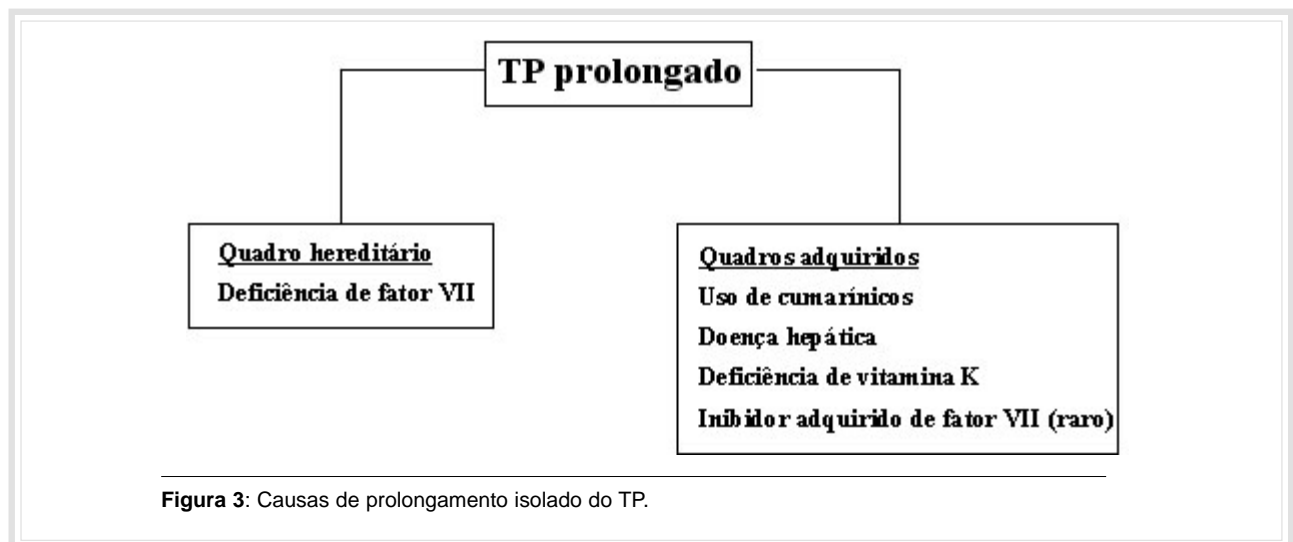 TP prolongado
Quadro hereditário
Deficiência de fator VII
Quadros adquiridos
Uso de cumarínicos
Doença hepática
Deficiência de vitamina K
Inibidor adquirido de fator VII (raro)
Figura 3: Causas de prolongamento isolado do TP.